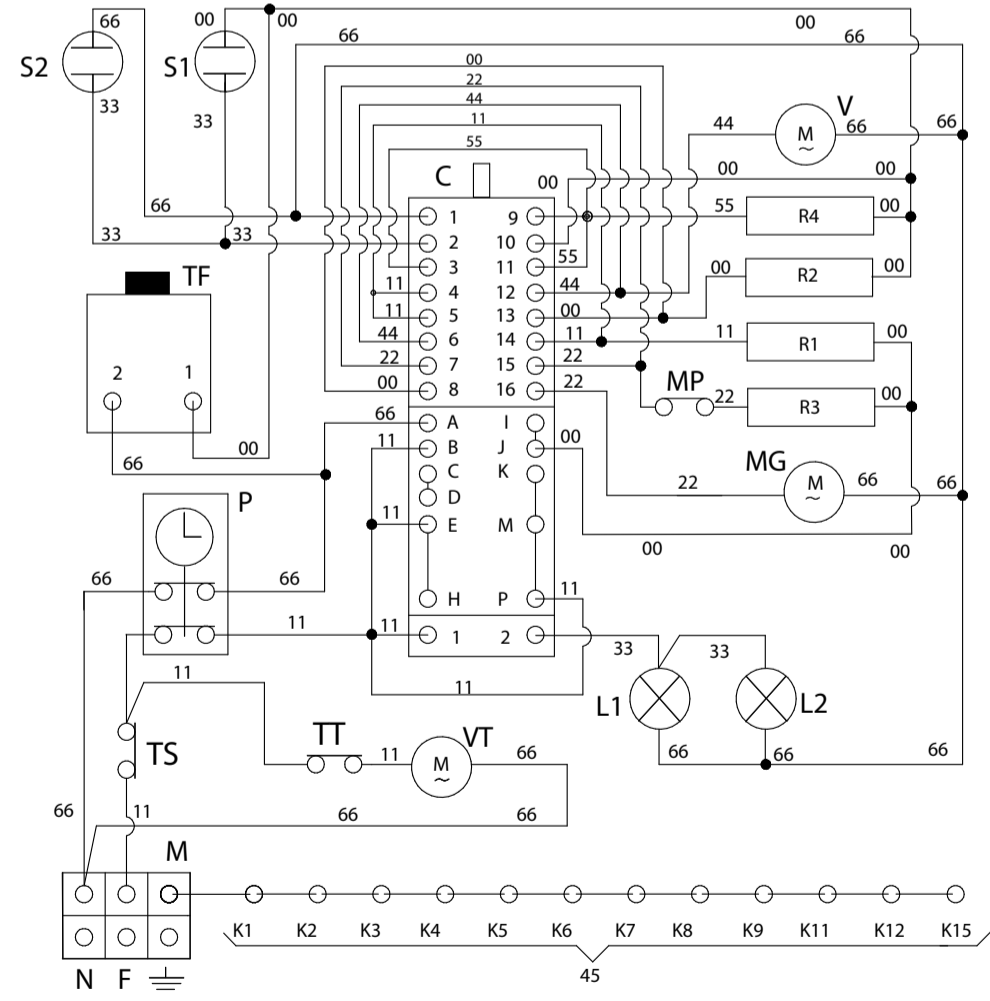 66 00 00 00
66 66
S2 S1 00
33 33 22
44
11
55
44 V
M
~
66 66
C 00 00 00
66 1 9 55 R4 00
33 33 2 10
3 11 55
TF 11 4 12 44 00 R2 00
11 5 13 00
44 6 14 11 11 R1 00
22 7 15 22
00 8 16 22
2 1 MP 22 R3 00
66 A I
11 B J 00
00 C K
66 D
MG M
~
66 66
22
P 11 E M
00 00
66 66 H P 11
11 11 1 2 33 33
11 11
L1 L2
TS TT 11 VT
M
~
66 66 66 66
66 11 66 66
M
K1 K2 K3 K4 K5 K6 K7 K8 K9 K11 K12 K15
N F 45